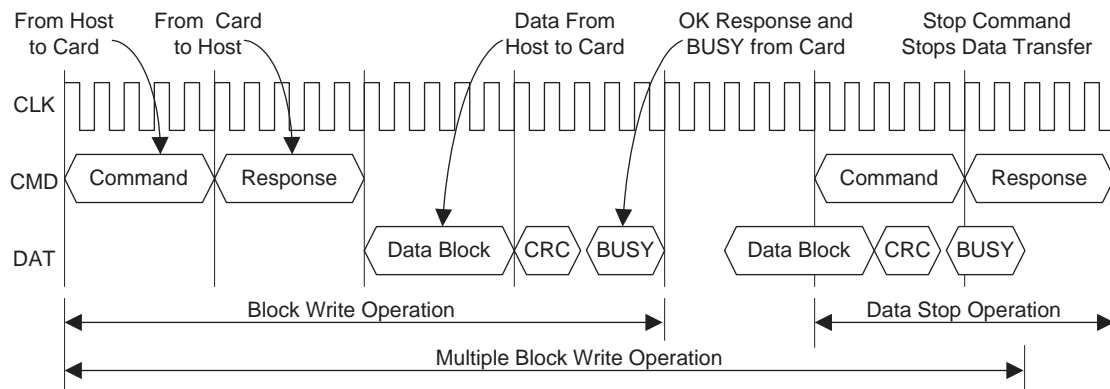 From Host
to Card
From Card
to Host
Data From
Host to Card
OK Response and
BUSY from Card
Stop Command
Stops Data Transfer
CLK
CMD
Command
Response
Command
Response
DAT
Data Block
CRC
BUSY
Data Block
CRC
BUSY
Block Write Operation
Data Stop Operation
Multiple Block Write Operation